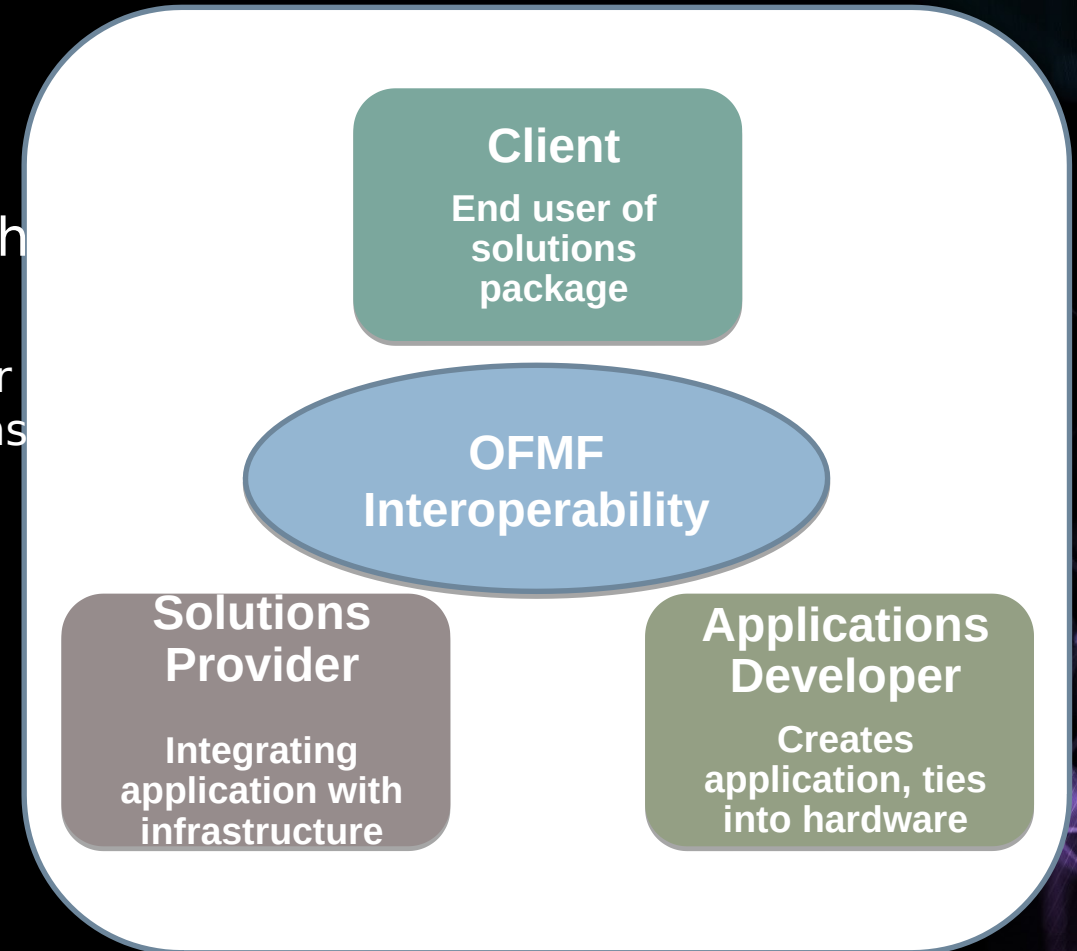 Client
End user of
solutions
package
OFMF
Interoperability
Solutions
Provider
Integrating
application with
infrastructure
Applications
Developer
Creates
application, ties
into hardware